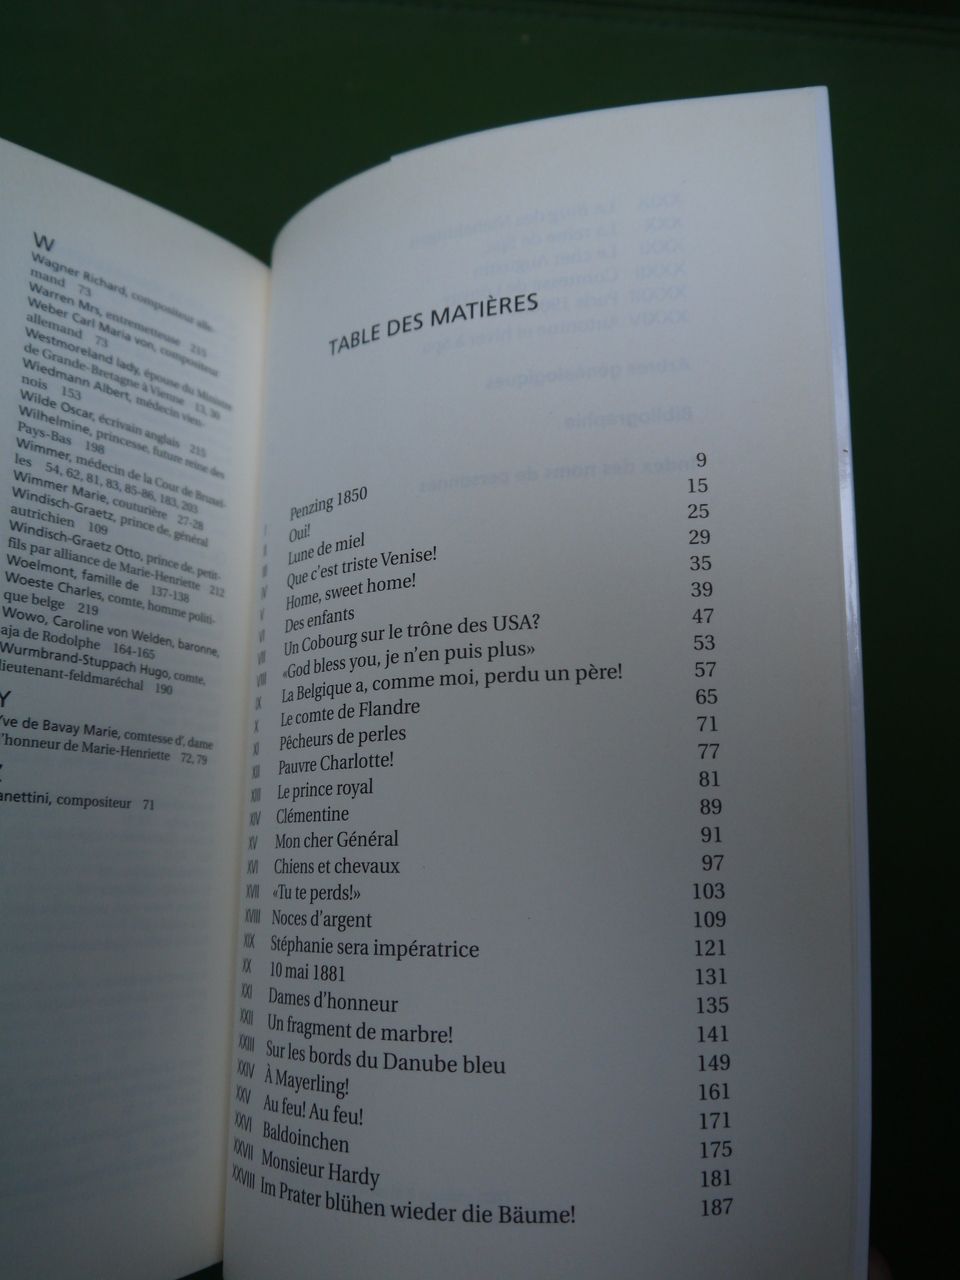 W
Wagner Richard, compositeur alle-
mand 73
Warren Mrs, entremetteuse 215
Weber Carl Maria von, compositeur
allemand 73
Westmoreland lady, épouse du Ministre
de Grande-Bretagne à Vienne 13, 30
Wiedmann Albert, médecin vien-
nois 153
Wilde Oscar, écrivain anglais 215
Wilhelmine, princesse, future reine des
Pays-Bas 198
Wimmer, médecin de la Cour de Bruxel-
les 54, 62, 81, 83, 85-86, 183, 203
Wimmer Marie, couturière 27-28
Windisch-Graetz, prince de, général
autrichien 109
Windisch-Graetz Otto, prince de, petit-
fils par alliance de Marie-Henriette 212
Woelmont, famille de 137-138
Woeste Charles, comte, homme politi-
que belge 219
Wowo, Caroline von Welden, baronne,
aja de Rodolphe 164-165
Wurmbrand-Stuppach Hugo, comte,
lieutenant-feldmaréchal 190
Y
Yve de Bavay Marie, comtesse d', dame
d'honneur de Marie-Henriette 72, 79
anettini, compositeur 71
TABLE DES MATIÈRES
I Penzing 1850 9
II Oui! 15
III Lune de miel 25
IV Que c'est triste Venise! 29
V Home, sweet home! 35
VI Des enfants 39
VII Un Cobourg sur le trône des USA? 47
VIII «God bless you, je n'en puis plus» 53
IX La Belgique a, comme moi, perdu un père! 57
X Le comte de Flandre 65
XI Pêcheurs de perles 71
XII Pauvre Charlotte! 77
XIII Le prince royal 81
XIV Clémentine 89
XV Mon cher Général 91
XVI Chiens et chevaux 97
XVII «Tu te perds!» 103
XVIII Noces d'argent 109
XIX Stéphanie sera impératrice 121
XX 10 mai 1881 131
XXI Dames d'honneur 135
XXII Un fragment de marbre! 141
XXIII Sur les bords du Danube bleu 149
XXIV À Mayerling! 161
XXV Au feu! Au feu! 171
XXVI Baldoinchen 175
XXVII Monsieur Hardy 181
XXVIII Im Prater blühen wieder die Bäume! 187